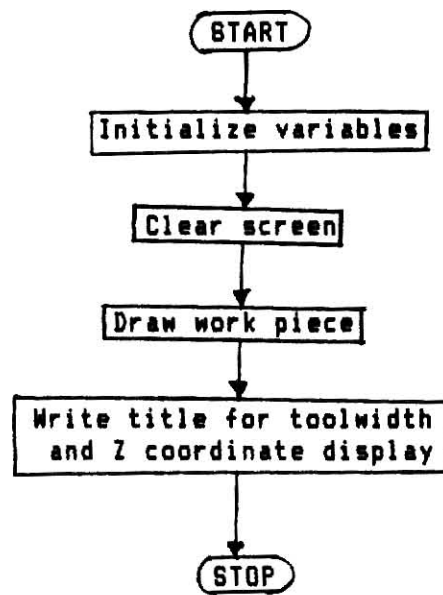 START
Initialize variables
Clear screen
Draw work piece
Write title for toolwidth
and Z coordinate display
STOP